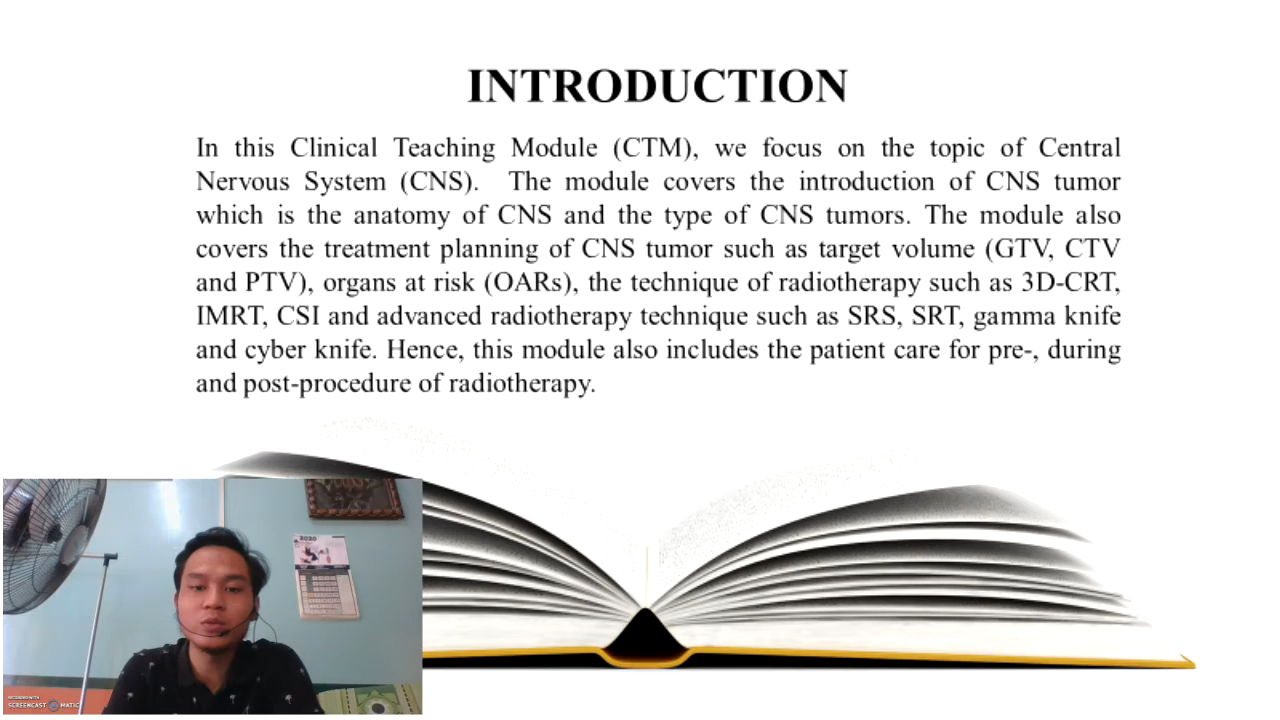 INTRODUCTION
In this Clinical Teaching Module (CTM), we focus on the topic of Central
Nervous System (CNS).  The module covers the introduction of CNS tumor
which is the anatomy of CNS and the type of CNS tumors. The module also
covers the treatment planning of CNS tumor such as target volume (GTV, CTV
and PTV), organs at risk (OARs), the technique of radiotherapy such as 3D-CRT,
IMRT, CSI and advanced radiotherapy technique such as SRS, SRT, gamma knife
and cyber knife. Hence, this module also includes the patient care for pre-, during
and post-procedure of radiotherapy.
2020
RECORDED WITH
SCREENCAST MATIC